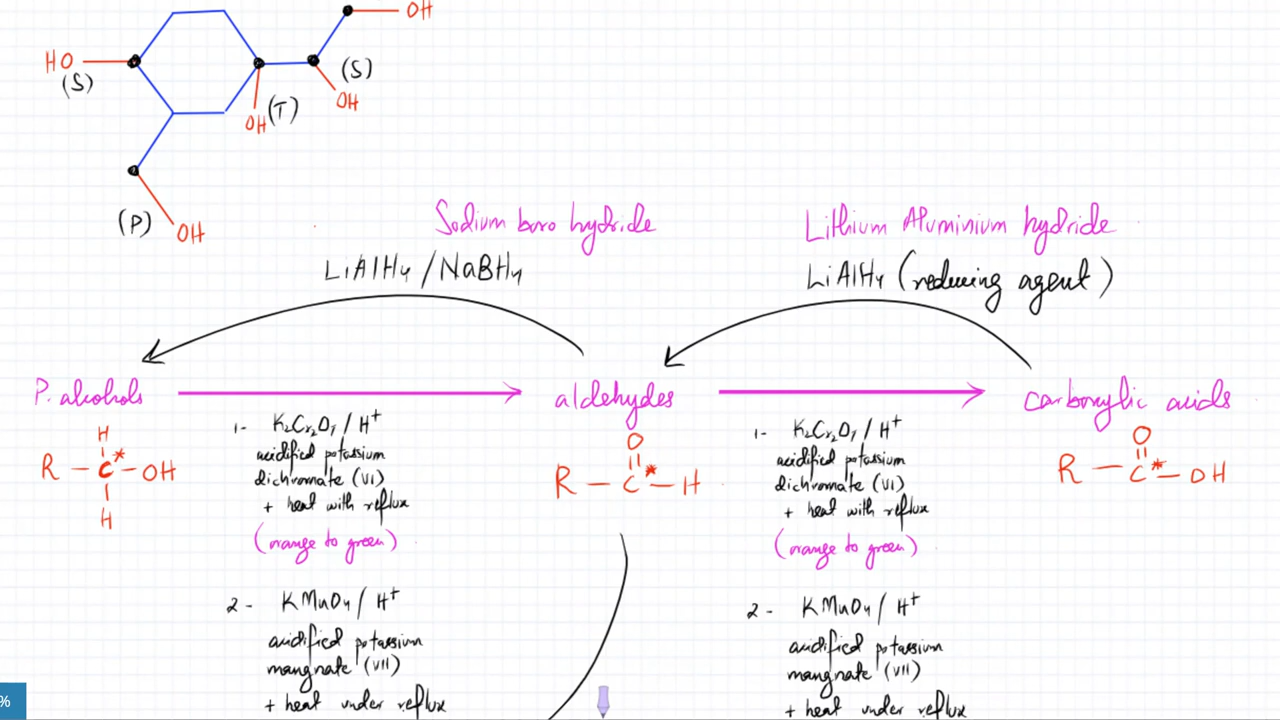 OH
HO
(S)
(S)
OH
OH
(T)
(P)
OH
Sodium boro hydride
Lithium Aluminium hydride
LiAlH4 / NaBH4
LiAlH4 (reducing agent)
P. alcohols
aldehydes
carboxylic acids
H
R - C* - OH
H
O
R - C* - H
O
R - C* - OH
1- K2Cr2O7 / H+
acidified potassium
dichromate (VI)
+ heat with reflux
(orange to green)
1- K2Cr2O7 / H+
acidified potassium
dichromate (VI)
+ heat with reflux
(orange to green)
2- KMnO4 / H+
acidified potassium
mangnate (VII)
+ heat under reflux
2- KMnO4 / H+
acidified potassium
mangnate (VII)
+ heat under reflux
%